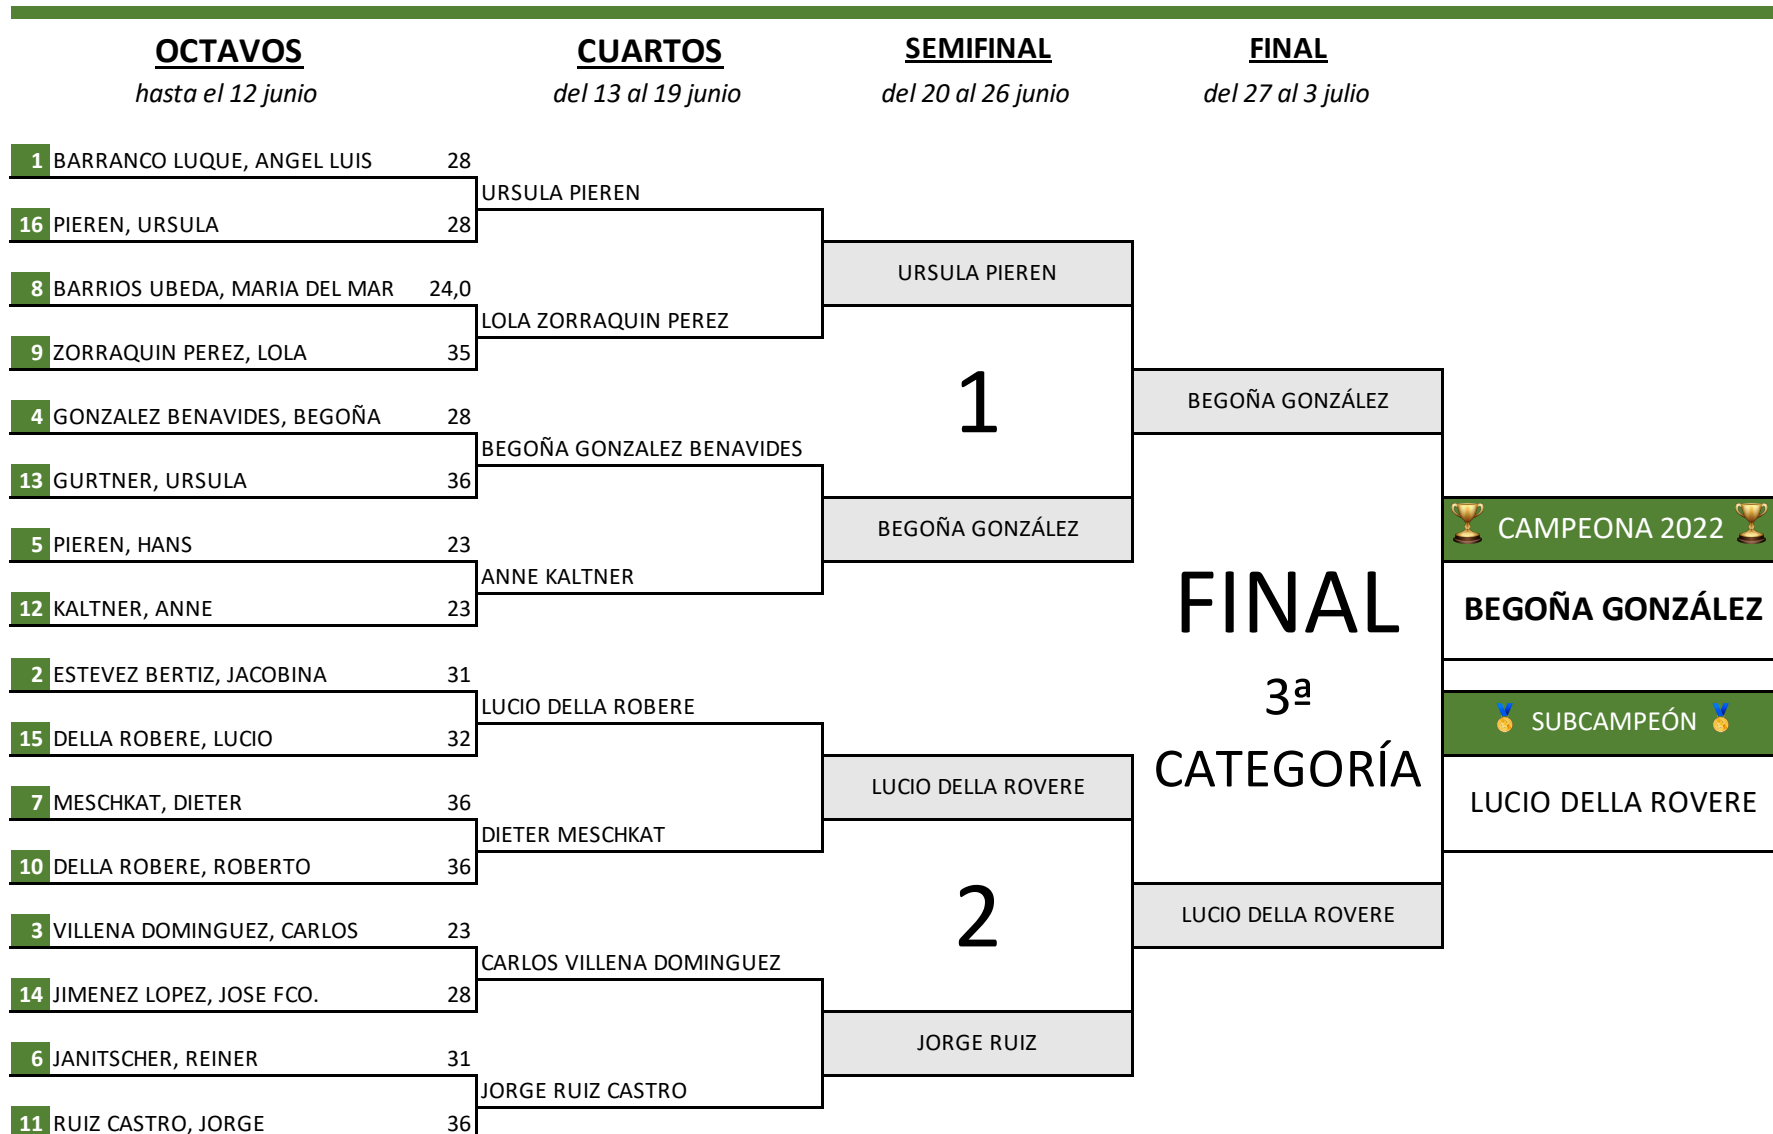 OCTAVOS CUARTOS SEMIFINAL FINAL
hasta el 12 junio del 13 al 19 junio del 20 al 26 junio del 27 al 3 julio
1 BARRANCO LUQUE, ANGEL LUIS 28
URSULA PIEREN
16 PIEREN, URSULA 28
URSULA PIEREN
8 BARRIOS UBEDA, MARIA DEL MAR 24,0
LOLA ZORRAQUIN PEREZ
9 ZORRAQUIN PEREZ, LOLA 35
1
BEGOÑA GONZÁLEZ
4 GONZALEZ BENAVIDES, BEGOÑA 28
BEGOÑA GONZALEZ BENAVIDES
13 GURTNER, URSULA 36
BEGOÑA GONZÁLEZ
CAMPEONA 2022
5 PIEREN, HANS 23
ANNE KALTNER
12 KALTNER, ANNE 23
FINAL
BEGOÑA GONZÁLEZ
2 ESTEVEZ BERTIZ, JACOBINA 31
3ª
LUCIO DELLA ROBERE
SUBCAMPEÓN
15 DELLA ROBERE, LUCIO 32
CATEGORÍA
LUCIO DELLA ROVERE
LUCIO DELLA ROVERE
7 MESCHKAT, DIETER 36
DIETER MESCHKAT
10 DELLA ROBERE, ROBERTO 36
2
LUCIO DELLA ROVERE
3 VILLENA DOMINGUEZ, CARLOS 23
CARLOS VILLENA DOMINGUEZ
14 JIMENEZ LOPEZ, JOSE FCO. 28
JORGE RUIZ
6 JANITSCHER, REINER 31
JORGE RUIZ CASTRO
11 RUIZ CASTRO, JORGE 36